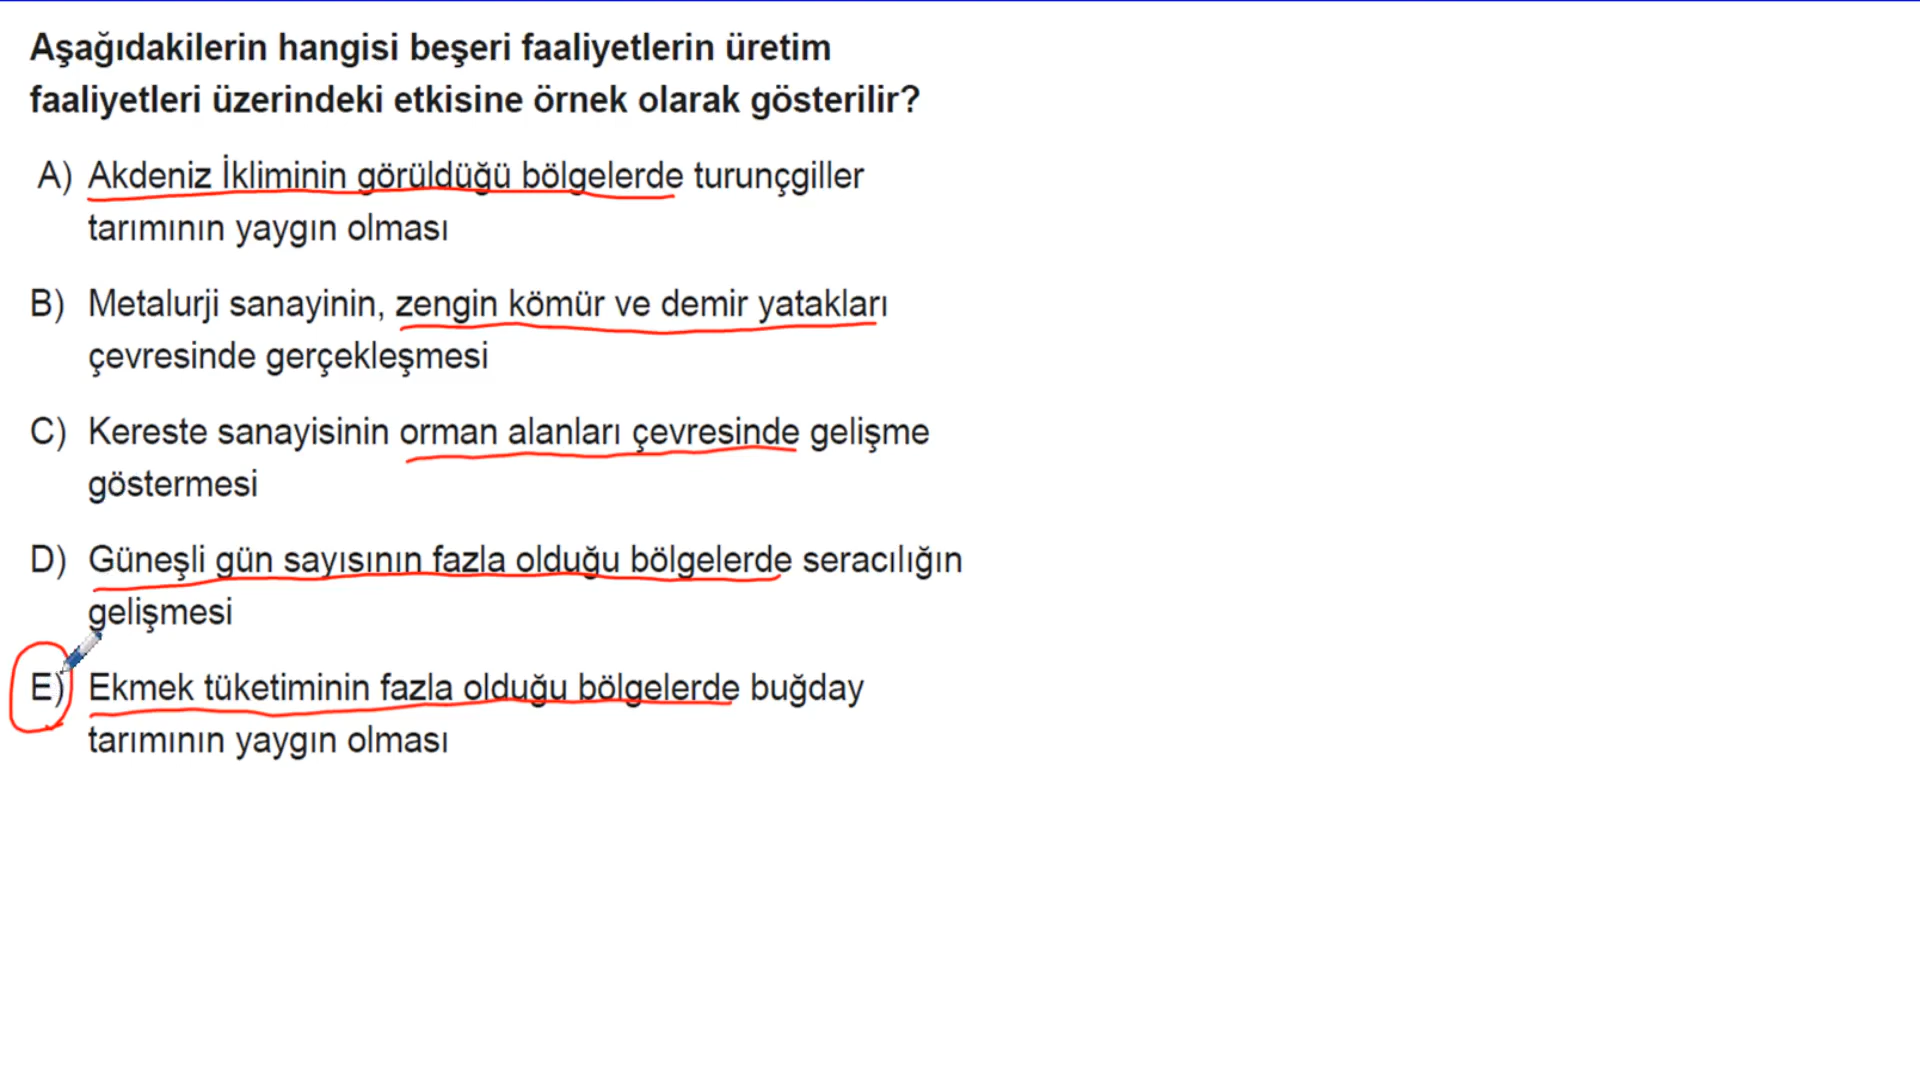 Aşağıdakilerin hangisi beşeri faaliyetlerin üretim
faaliyetleri üzerindeki etkisine örnek olarak gösterilir?
A) Akdeniz İkliminin görüldüğü bölgelerde turunçgiller
tarımının yaygın olması
B) Metalurji sanayinin, zengin kömür ve demir yatakları
çevresinde gerçekleşmesi
C) Kereste sanayisinin orman alanları çevresinde gelişme
göstermesi
D) Güneşli gün sayısının fazla olduğu bölgelerde seracılığın
gelişmesi
E) Ekmek tüketiminin fazla olduğu bölgelerde buğday
tarımının yaygın olması